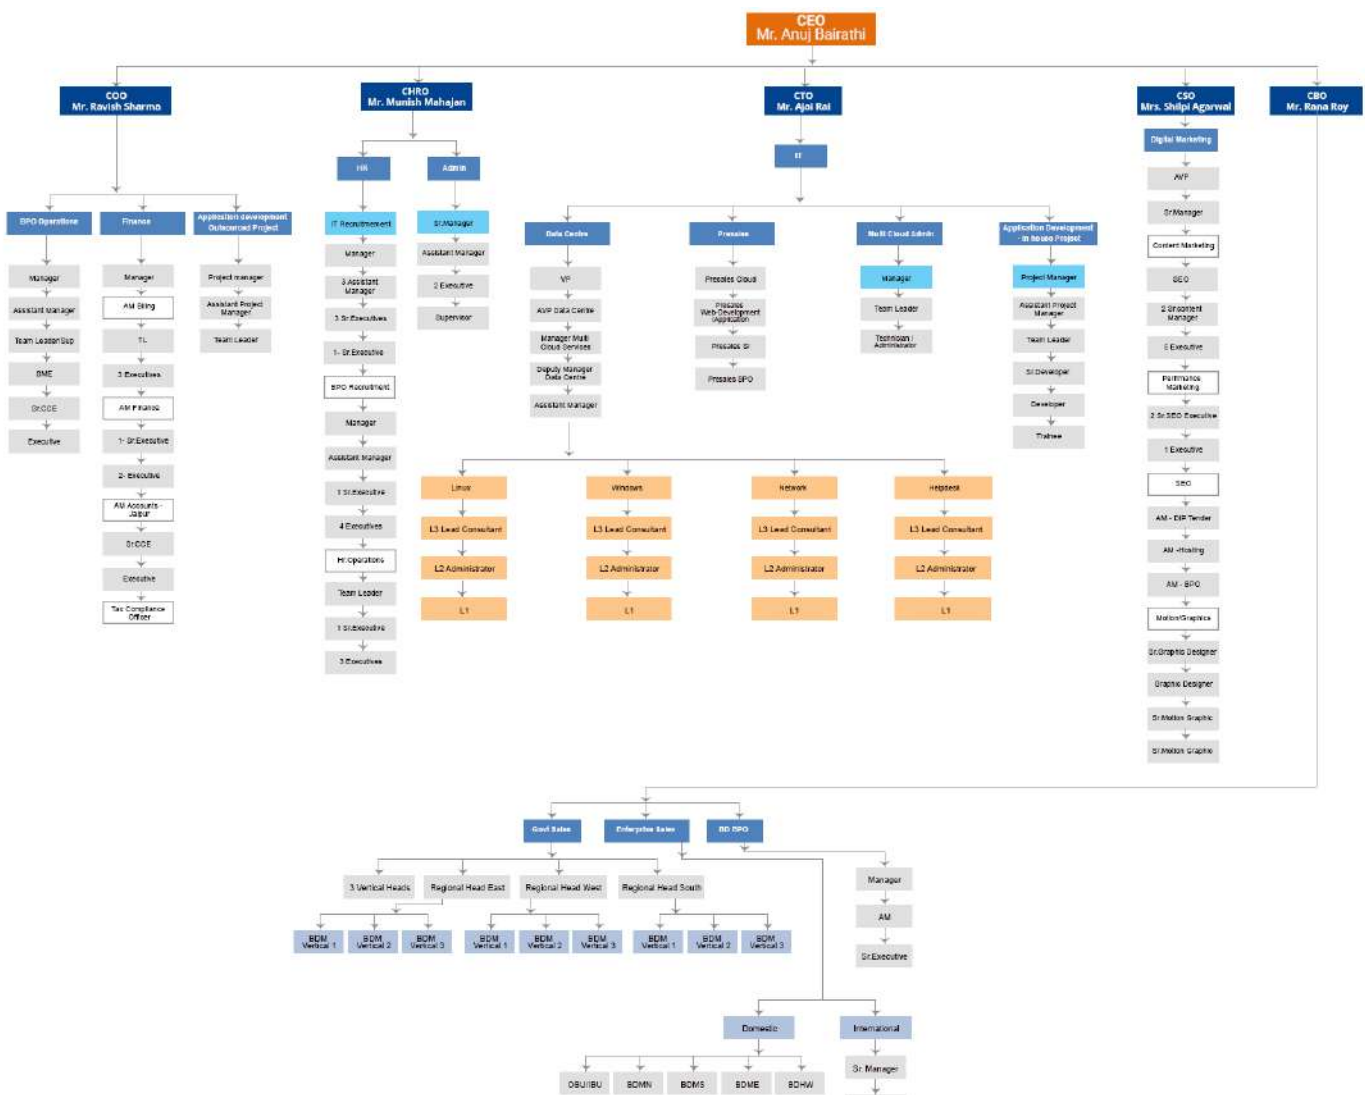 CEO
Mr. Anuj Bairathi
COO
Mr. Ravish Sharma
CHRO
Mr. Munish Mahajan
CTO
Mr. Ajai Rai
CSO
Mrs. Shilpi Agarwal
CBO
Mr. Rana Roy
BPO Operations
Manager
Assistant Manager
Team Leader/Sup
SME
Sr.CCE
Executive
Finance
Manager
AM Billing
TL
3 Executives
AM Finance
1- Sr.Executive
2- Executive
AM Accounts -
Jaipur
Sr.CCE
Executive
Tax Compliance
Officer
Application development
Outsourced Project
Project manager
Assistant Project
Manager
Team Leader
HR
IT Recruitmement
Manager
3 Assistant
Manager
3 Sr.Executives
1- Sr.Executive
BPO Recruitment
Manager
Assistant Manager
1 Sr.Executive
4 Executives
Hr.Operations
Team Leader
1 Sr.Executive
3 Executives
Admin
Sr.Manager
Assistant Manager
2 Executive
Supervisor
IT
Data Centre
VP
AVP Data Centre
Manager Multi
Cloud Services
Deputy Manager
Data Centre
Assistant Manager
Linux
L3 Lead Consultant
L2 Administrator
L1
Windows
L3 Lead Consultant
L2 Administrator
L1
Network
L3 Lead Consultant
L2 Administrator
L1
Helpdesk
L3 Lead Consultant
L2 Administrator
L1
Presales
Presales Cloud
Presales
Web-Development
/Application
Presales SI
Presales BPO
Multi Cloud Admin
Manager
Team Leader
Technician /
Administrator
Application Development
- In house Project
Project Manager
Assistant Project
Manager
Team Leader
Sr.Developer
Developer
Trainee
Digital Marketing
AVP
Sr.Manager
Content Marketing
SEO
2 Srcontent
Manager
5 Executive
Perfmance
Marketing
2 Sr.SEO Executive
1 Executive
SEO
AM - DIP Tender
AM -Hosting
AM - BPO
Motion/Graphics
Sr.Graphic Designer
Graphic Designer
Sr.Motion Graphic
Sr.Motion Graphic
Govt Sales
Enterprise Sales
BD BPO
3 Vertical Heads
Regional Head East
Regional Head West
Regional Head South
BDM
Vertical 1
BDM
Vertical 2
BDM
Vertical 3
BDM
Vertical 1
BDM
Vertical 2
BDM
Vertical 3
BDM
Vertical 1
BDM
Vertical 2
BDM
Vertical 3
Manager
AM
Sr.Executive
Domestic
International
OBU/IBU
BDMN
BDMS
BDME
BDHW
Sr. Manager